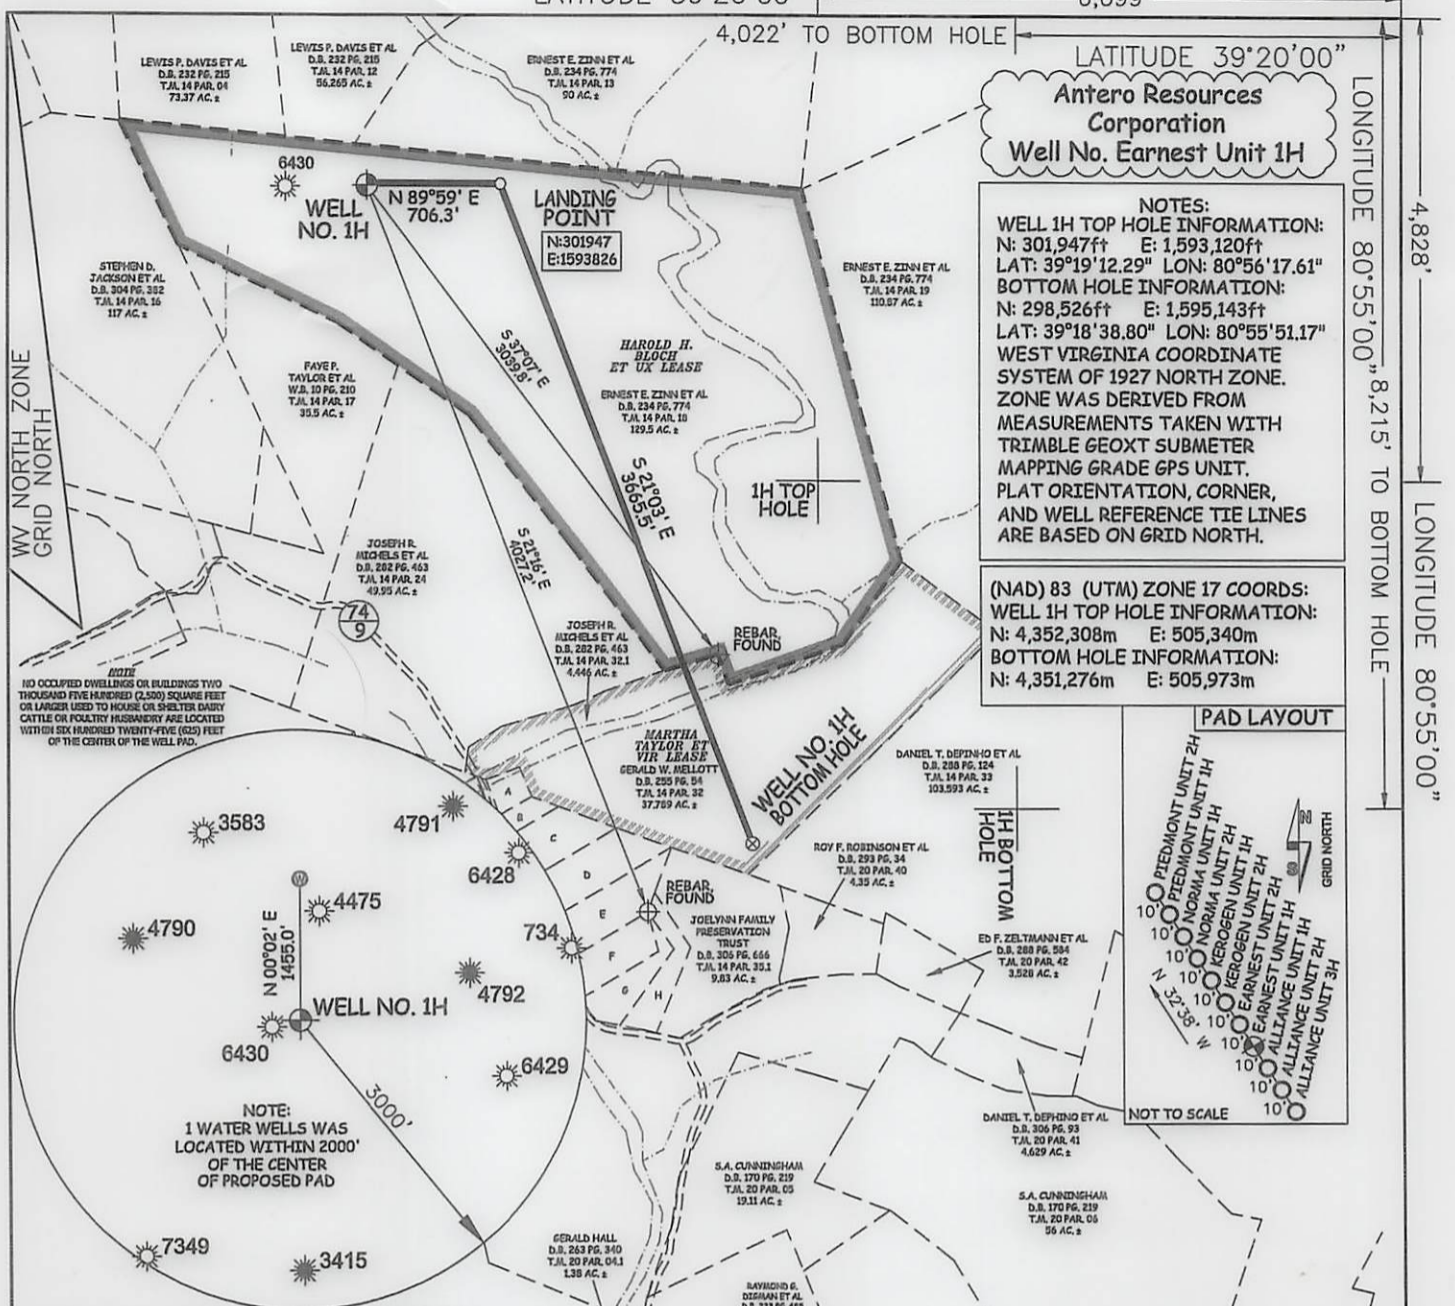 4,022' TO BOTTOM HOLE
LATITUDE 39°20'00"
Antero Resources
Corporation
Well No. Earnest Unit 1H
LONGITUDE 80°55'00"
4,828'
8,215' TO BOTTOM HOLE
LONGITUDE 80°55'00"
LEWIS P. DAVIS ET AL
D.B. 232 PG. 215
T.M. 14 PAR. 04
73.37 AC. ±
LEWIS P. DAVIS ET AL
D.B. 232 PG. 215
T.M. 14 PAR. 12
56.265 AC. ±
ERNEST E. ZINN ET AL
D.B. 234 PG. 774
T.M. 14 PAR. 13
90 AC. ±
6430
WELL
NO. 1H
N 89°59' E
706.3'
LANDING
POINT
N:301947
E:1593826
NOTES:
WELL 1H TOP HOLE INFORMATION:
N: 301,947ft E: 1,593,120ft
LAT: 39°19'12.29" LON: 80°56'17.61"
BOTTOM HOLE INFORMATION:
N: 298,526ft E: 1,595,143ft
LAT: 39°18'38.80" LON: 80°55'51.17"
WEST VIRGINIA COORDINATE
SYSTEM OF 1927 NORTH ZONE.
ZONE WAS DERIVED FROM
MEASUREMENTS TAKEN WITH
TRIMBLE GEOXT SUBMETER
MAPPING GRADE GPS UNIT.
PLAT ORIENTATION, CORNER,
AND WELL REFERENCE TIE LINES
ARE BASED ON GRID NORTH.
STEPHEN D.
JACKSON ET AL
D.B. 304 PG. 382
T.M. 14 PAR. 16
117 AC. ±
ERNEST E. ZINN ET AL
D.B. 234 PG. 774
T.M. 14 PAR. 19
110.87 AC. ±
FAYE P.
TAYLOR ET AL
W.B. 10 PG. 210
T.M. 14 PAR. 17
35.5 AC. ±
S 37°07' E
3039.8'
HAROLD H.
BLOCH
ET UX LEASE
ERNEST E. ZINN ET AL
D.B. 234 PG. 774
T.M. 14 PAR. 18
129.5 AC. ±
WV NORTH ZONE
GRID NORTH
S 21°03' E
3665.5'
1H TOP
HOLE
S 21°16' E
4027.2'
JOSEPH R.
MICHELS ET AL
D.B. 282 PG. 463
T.M. 14 PAR. 24
49.95 AC. ±
74
9
JOSEPH R.
MICHELS ET AL
D.B. 282 PG. 463
T.M. 14 PAR. 32.1
4.446 AC. ±
REBAR,
FOUND
(NAD) 83 (UTM) ZONE 17 COORDS:
WELL 1H TOP HOLE INFORMATION:
N: 4,352,308m E: 505,340m
BOTTOM HOLE INFORMATION:
N: 4,351,276m E: 505,973m
NOTE
NO OCCUPIED DWELLINGS OR BUILDINGS TWO
THOUSAND FIVE HUNDRED (2,500) SQUARE FEET
OR LARGER USED TO HOUSE OR SHELTER DAIRY
CATTLE OR POULTRY HUSBANDRY ARE LOCATED
WITHIN SIX HUNDRED TWENTY-FIVE (625) FEET
OF THE CENTER OF THE WELL PAD.
MARTHA
TAYLOR ET
VIR LEASE
GERALD W. MELLOTT
D.B. 255 PG. 54
T.M. 14 PAR. 32
37.789 AC. ±
WELL NO. 1H
BOTTOM HOLE
DANIEL T. DEPINHO ET AL
D.B. 288 PG. 124
T.M. 14 PAR. 33
103.593 AC. ±
1H BOTTOM
HOLE
PAD LAYOUT
PIEDMONT UNIT 2H
PIEDMONT UNIT 1H
NORMA UNIT 1H
NORMA UNIT 2H
KEROGEN UNIT 1H
KEROGEN UNIT 2H
EARNEST UNIT 2H
EARNEST UNIT 1H
ALLIANCE UNIT 1H
ALLIANCE UNIT 2H
ALLIANCE UNIT 3H
10'
10'
10'
10'
10'
10'
10'
10'
10'
10'
N 32°38' W
N
GRID NORTH
NOT TO SCALE
A
B
C
D
E
F
G
H
3583
4791
6428
4475
4790
734
4792
W
N 00°02' E
1455.0'
WELL NO. 1H
6430
6429
3000'
NOTE:
1 WATER WELLS WAS
LOCATED WITHIN 2000'
OF THE CENTER
OF PROPOSED PAD
7349
3415
REBAR,
FOUND
JOELYNN FAMILY
PRESERVATION
TRUST
D.B. 305 PG. 666
T.M. 14 PAR. 35.1
9.83 AC. ±
ROY F. ROBINSON ET AL
D.B. 293 PG. 34
T.M. 20 PAR. 40
4.35 AC. ±
ED F. ZELTMANN ET AL
D.B. 288 PG. 584
T.M. 20 PAR. 42
3.528 AC. ±
DANIEL T. DEPHINO ET AL
D.B. 306 PG. 93
T.M. 20 PAR. 41
4.629 AC. ±
S.A. CUNNINGHAM
D.B. 170 PG. 219
T.M. 20 PAR. 05
19.11 AC. ±
S.A. CUNNINGHAM
D.B. 170 PG. 219
T.M. 20 PAR. 06
56 AC. ±
GERALD HALL
D.B. 263 PG. 340
T.M. 20 PAR. 04.1
1.38 AC. ±
RAYMOND G.
DIGMAN ET AL